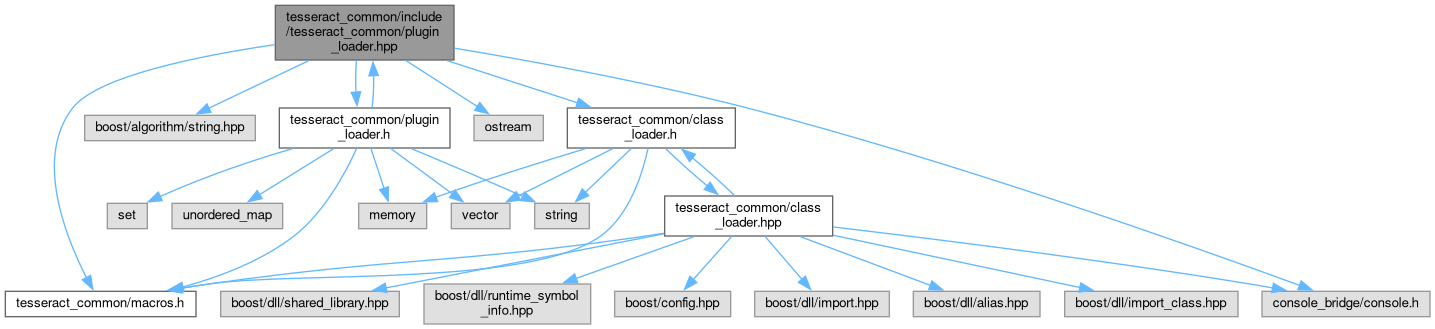 tesseract_common/include
/tesseract_common/plugin
_loader.hpp
boost/algorithm/string.hpp
tesseract_common/plugin
_loader.h
ostream
tesseract_common/class
_loader.h
set
unordered_map
memory
vector
string
tesseract_common/class
_loader.hpp
tesseract_common/macros.h
boost/dll/shared_library.hpp
boost/dll/runtime_symbol
_info.hpp
boost/config.hpp
boost/dll/import.hpp
boost/dll/alias.hpp
boost/dll/import_class.hpp
console_bridge/console.h